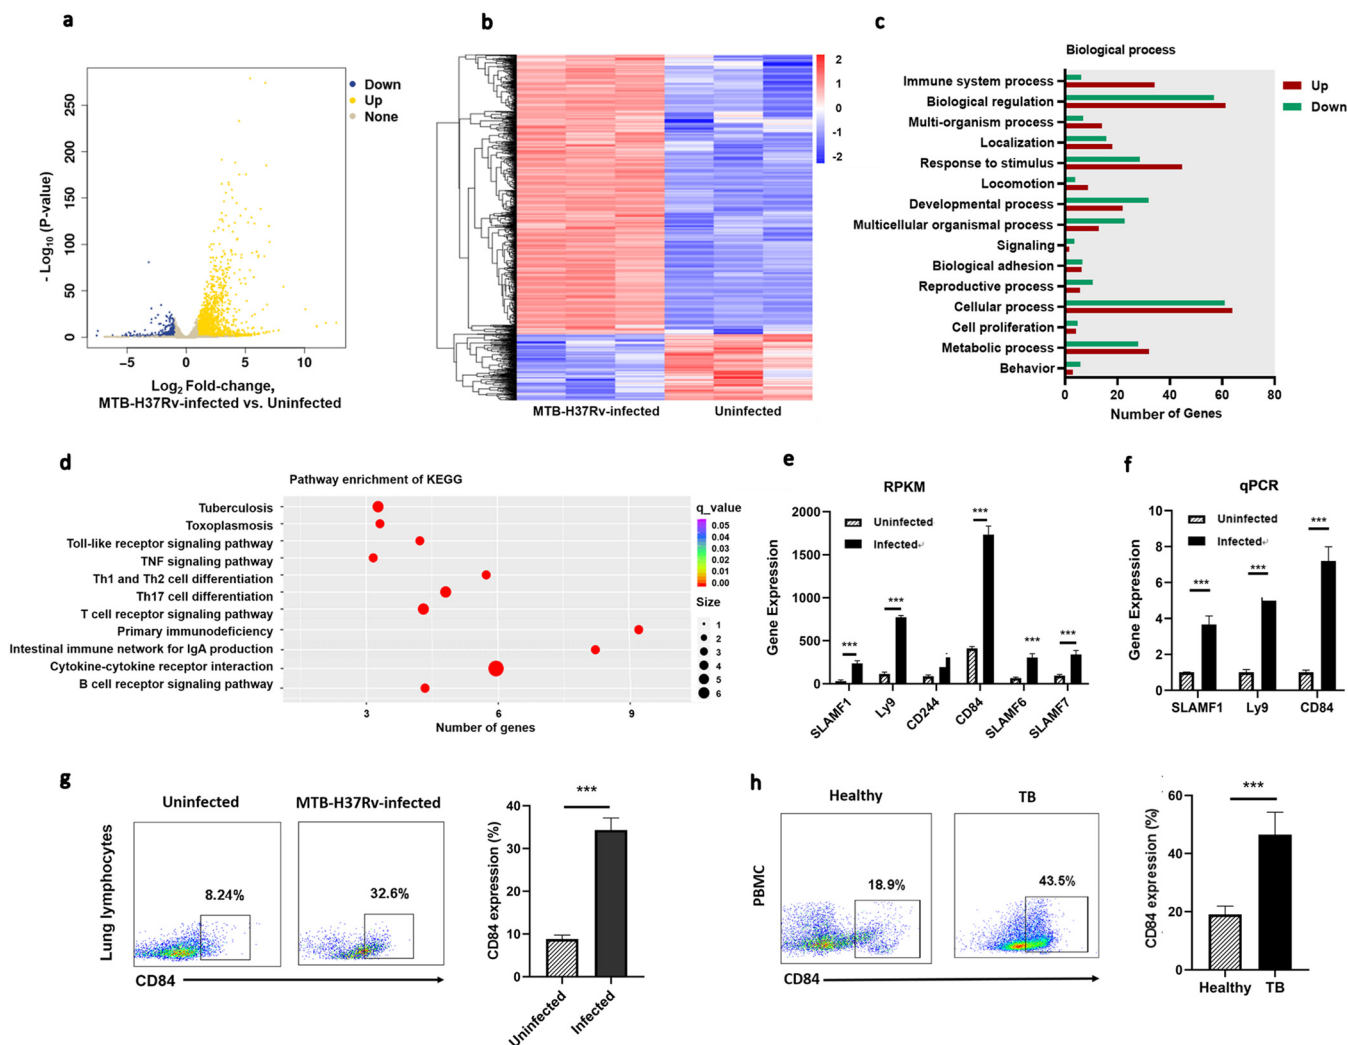 a
Down
Up
None
250
200
150
100
50
0
- Log10 (P-value)
−5
0
5
10
Log2 Fold-change,
MTB-H37Rv-infected vs. Uninfected
b
2
1
0
-1
-2
MTB-H37Rv-infected
Uninfected
c
Biological process
Up
Down
Immune system process
Biological regulation
Multi-organism process
Localization
Response to stimulus
Locomotion
Developmental process
Multicellular organismal process
Signaling
Biological adhesion
Reproductive process
Cellular process
Cell proliferation
Metabolic process
Behavior
0
20
40
60
80
Number of Genes
d
Pathway enrichment of KEGG
Tuberculosis
Toxoplasmosis
Toll-like receptor signaling pathway
TNF signaling pathway
Th1 and Th2 cell differentiation
Th17 cell differentiation
T cell receptor signaling pathway
Primary immunodeficiency
Intestinal immune network for IgA production
Cytokine-cytokine receptor interaction
B cell receptor signaling pathway
3
6
9
Number of genes
q_value
0.05
0.04
0.03
0.02
0.01
0.00
Size
1
2
3
4
5
6
e
RPKM
Uninfected
Infected↵
2000
1500
1000
500
0
Gene Expression
***
***
***
***
***
SLAMF1
Ly9
CD244
CD84
SLAMF6
SLAMF7
f
qPCR
Uninfected
Infected↵
10
8
6
4
2
0
Gene Expression
***
***
***
SLAMF1
Ly9
CD84
g
Uninfected
MTB-H37Rv-infected
Lung lymphocytes
8.24%
32.6%
CD84
40
30
20
10
0
CD84 expression (%)
***
Uninfected
Infected
h
Healthy
TB
PBMC
18.9%
43.5%
CD84
60
40
20
0
CD84 expression (%)
***
Healthy
TB